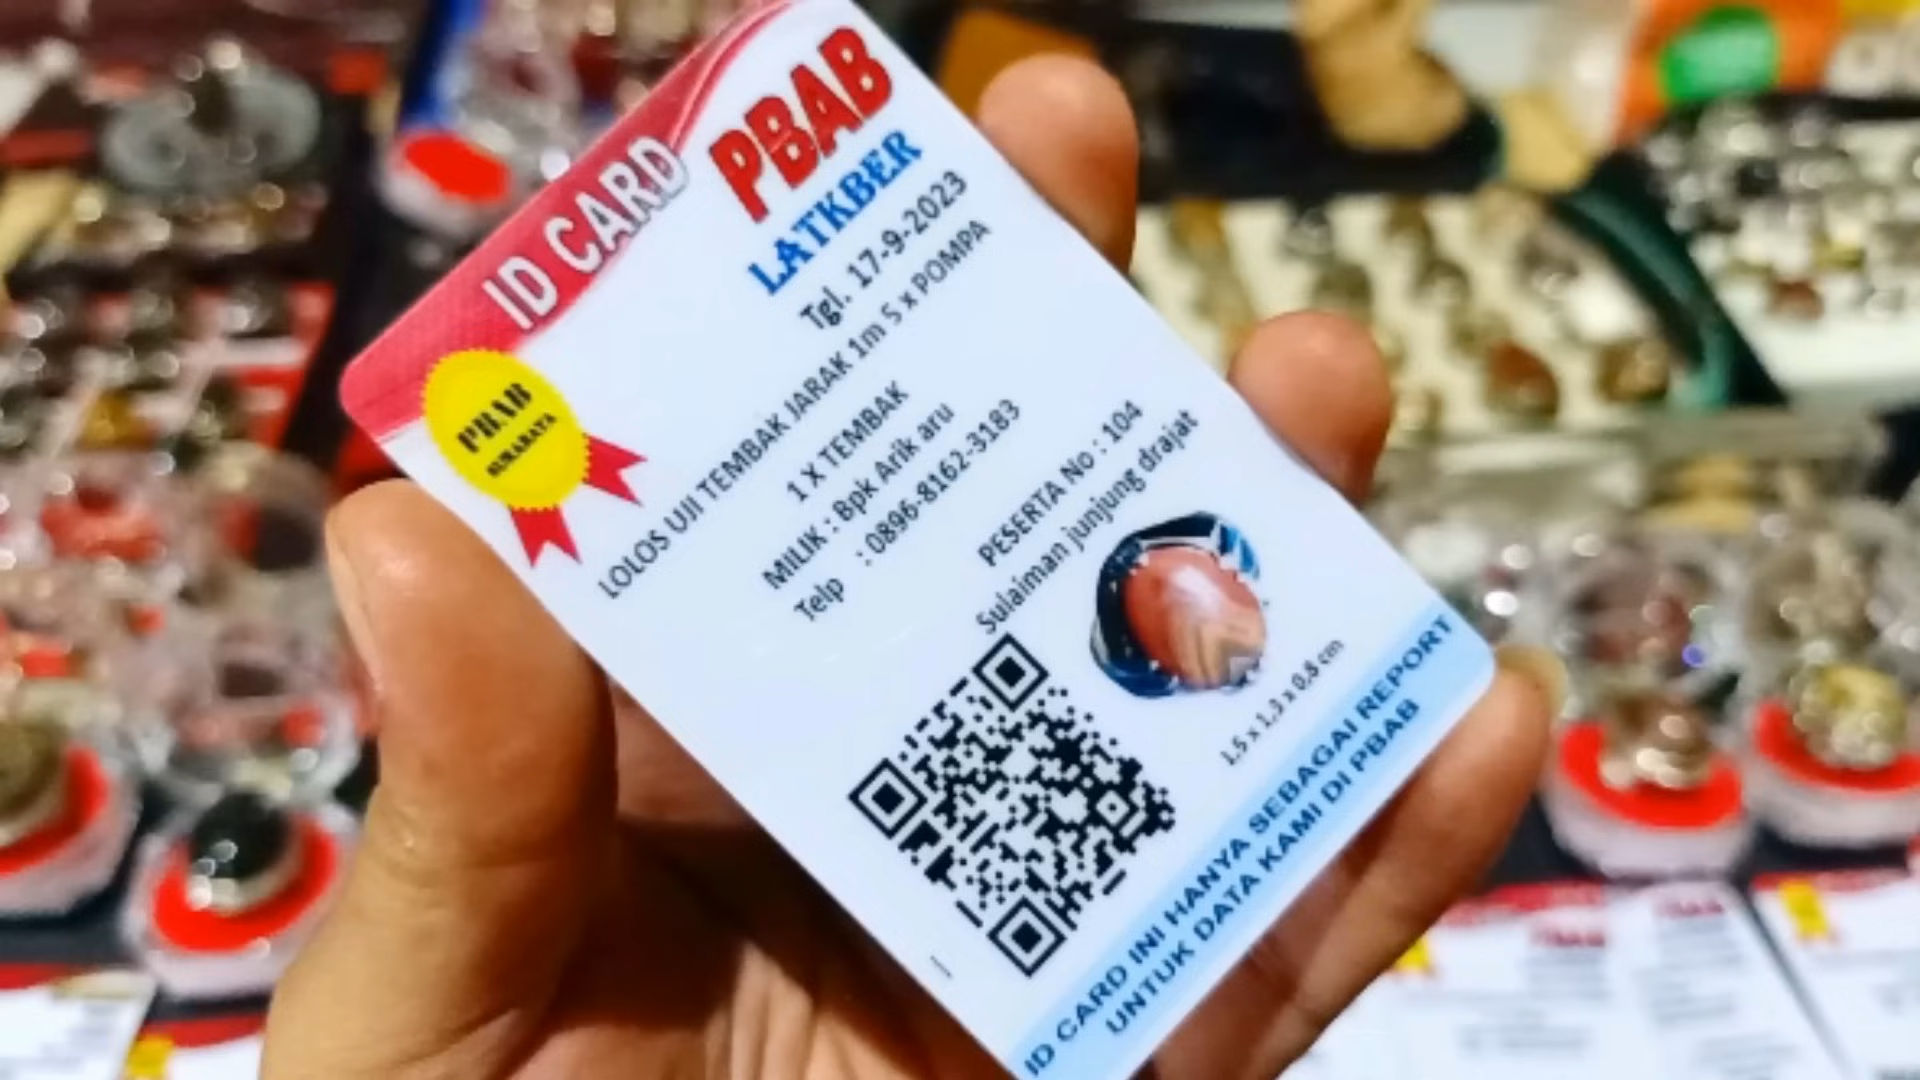 ID CARD
PBAB
LATKBER
Tgl. 17-9-2023
LOLOS UJI TEMBAK JARAK 1m 5 x POMPA
1 X TEMBAK
MILIK : Bpk Arik aru
Telp : 0896-8162-3183
PBAB
SURABAYA
PESERTA No : 104
Sulaiman junjung drajat
1,5 x 1,3 x 0,8 cm
ID CARD INI HANYA SEBAGAI REPORT
UNTUK DATA KAMI DI PBAB